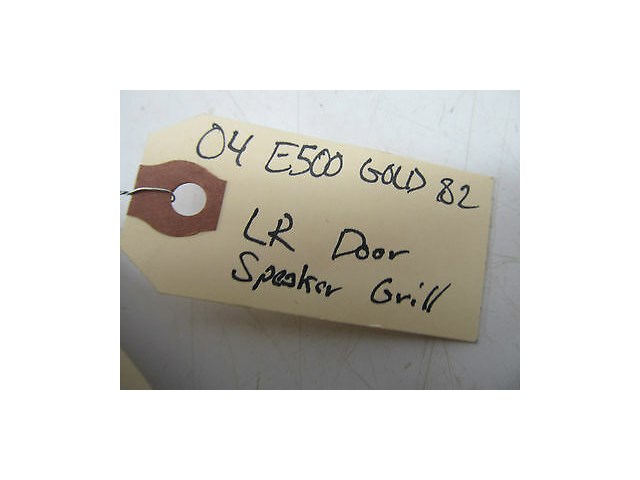 04 E500 GOLD 82
LR Door
Speaker Grill